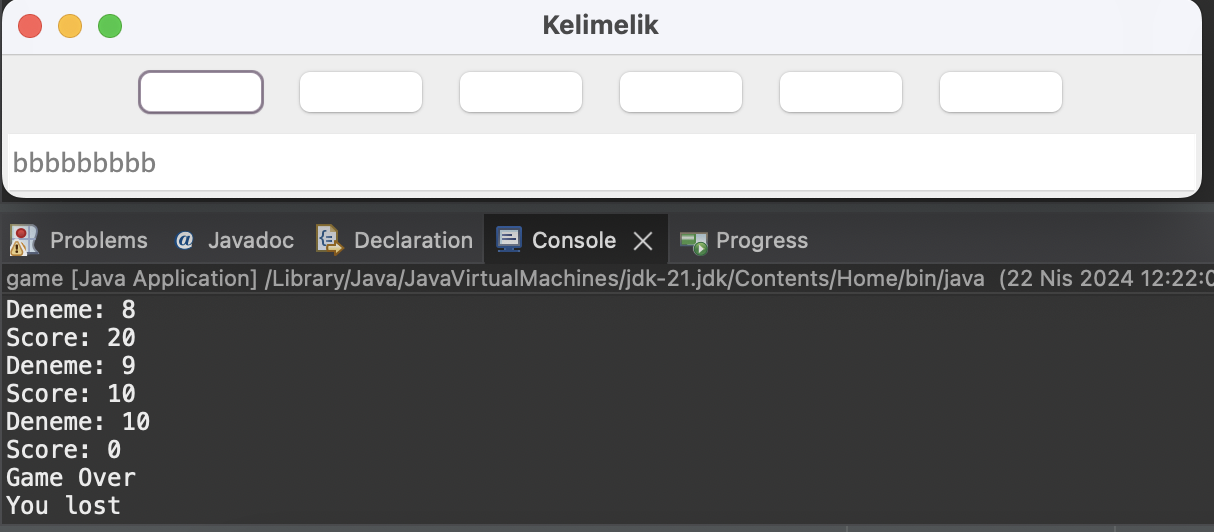 Kelimelik
bbbbbbbbb
Problems @ Javadoc Declaration Console Progress
game [Java Application] /Library/Java/JavaVirtualMachines/jdk-21.jdk/Contents/Home/bin/java (22 Nis 2024 12:22:0
Deneme: 8
Score: 20
Deneme: 9
Score: 10
Deneme: 10
Score: 0
Game Over
You lost